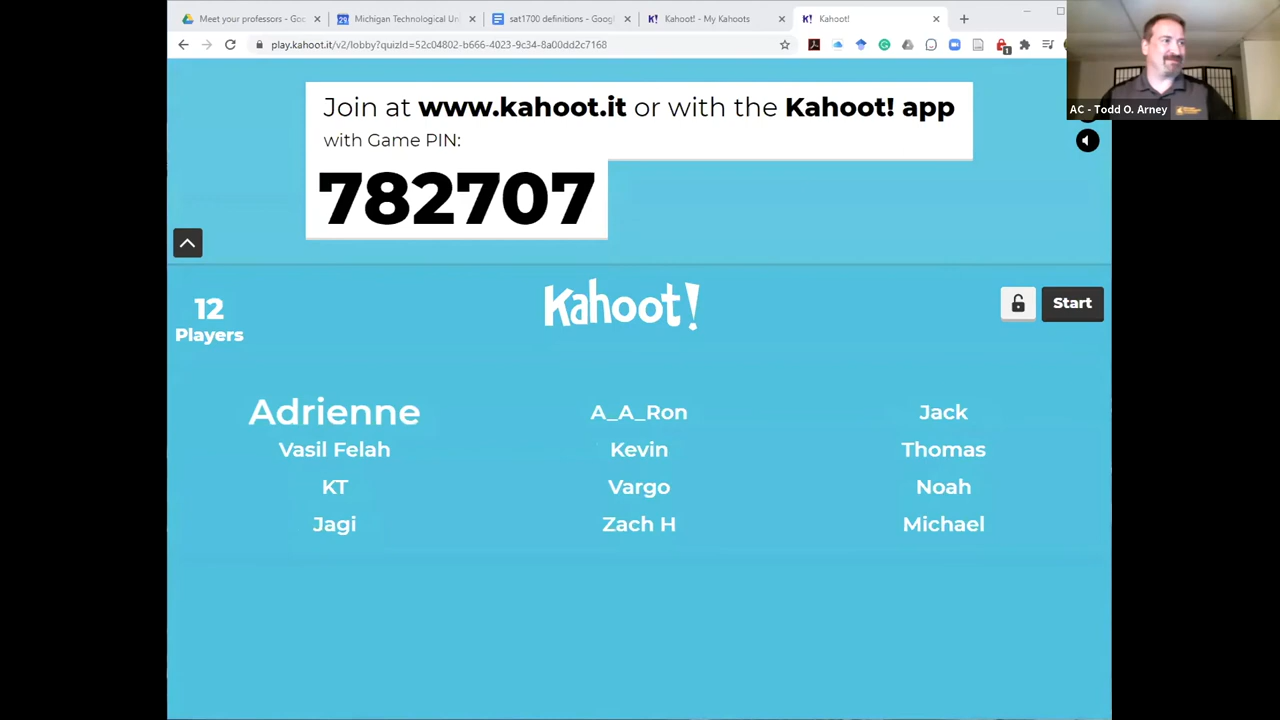 Meet your professors - Goo
Michigan Technological Un
sat1700 definitions - Googl
Kahoot! - My Kahoots
Kahoot!
play.kahoot.it/v2/lobby?quizId=52c04802-b666-4023-9c34-8a00dd2c7168
AC - Todd O. Arney
Join at www.kahoot.it or with the Kahoot! app
with Game PIN:
782707
12
Players
Kahoot!
Start
Adrienne
A_A_Ron
Jack
Vasil Felah
Kevin
Thomas
KT
Vargo
Noah
Jagi
Zach H
Michael